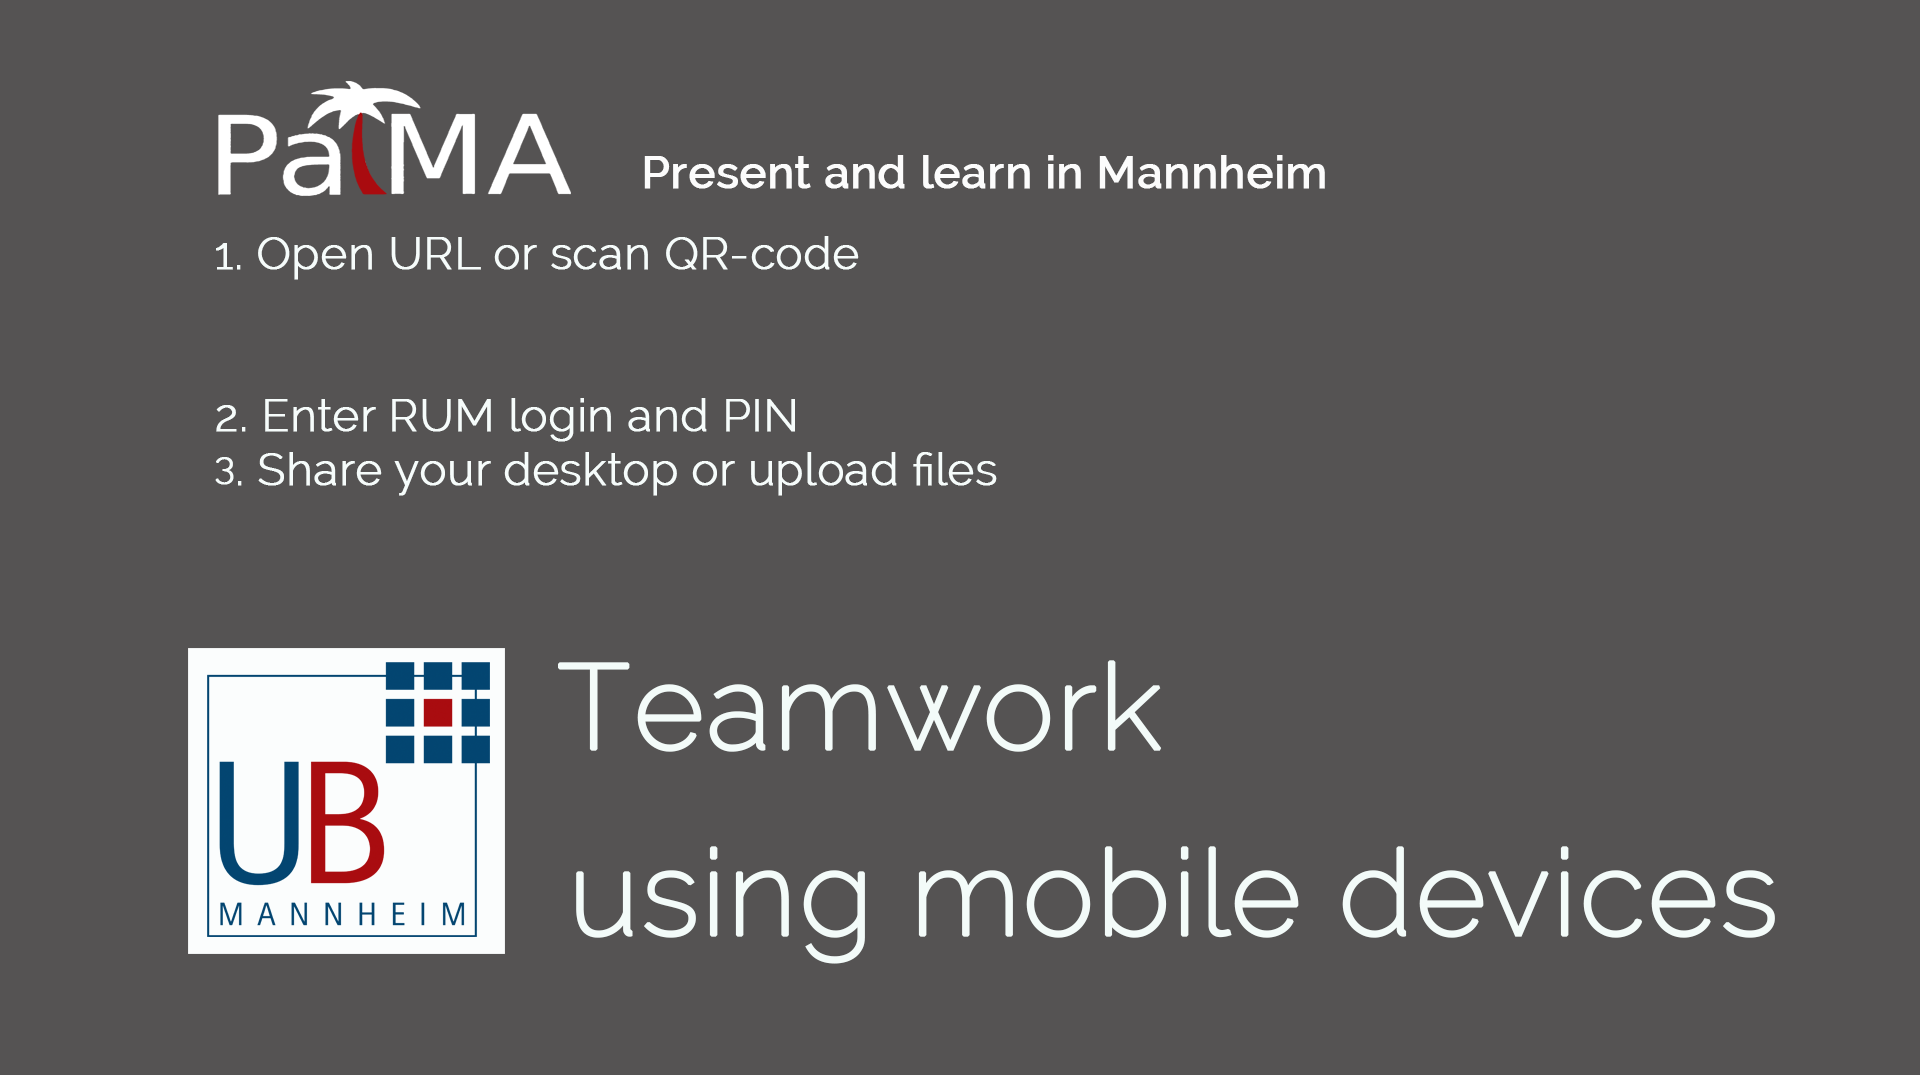 PalMA
Present and learn in Mannheim
1. Open URL or scan QR-code
2. Enter RUM login and PIN
3. Share your desktop or upload files
UB
MANNHEIM
Teamwork
using mobile devices